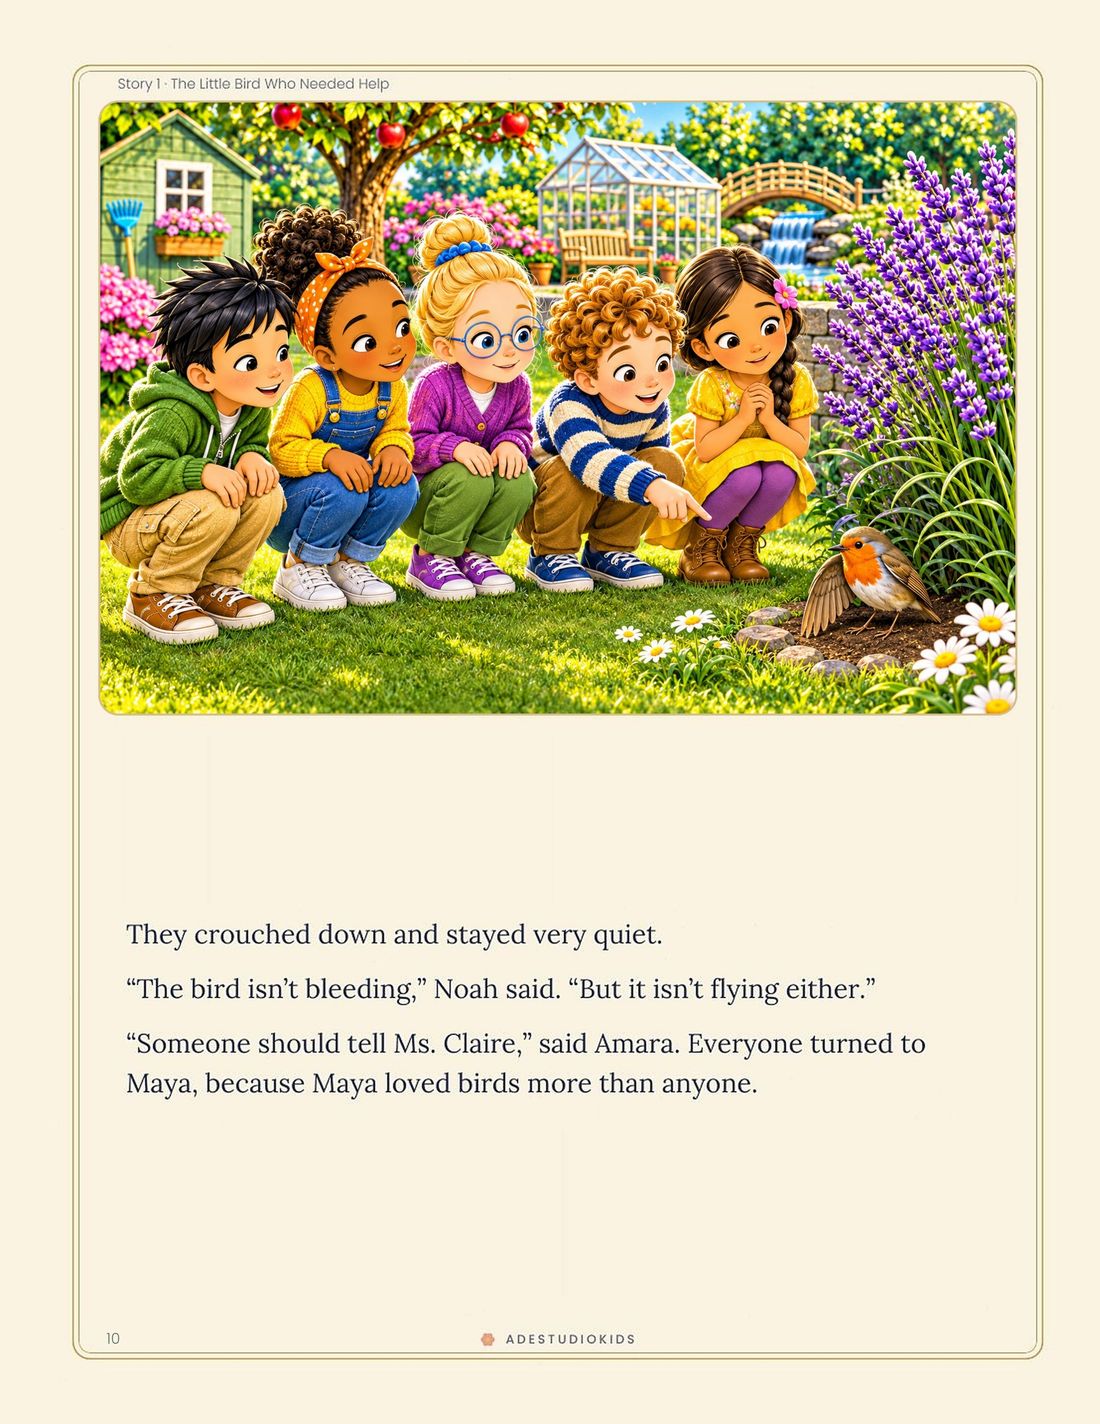 Story 1 · The Little Bird Who Needed Help
They crouched down and stayed very quiet.
“The bird isn’t bleeding,” Noah said. “But it isn’t flying either.”
“Someone should tell Ms. Claire,” said Amara. Everyone turned to
Maya, because Maya loved birds more than anyone.
10
ADESTUDIOKIDS